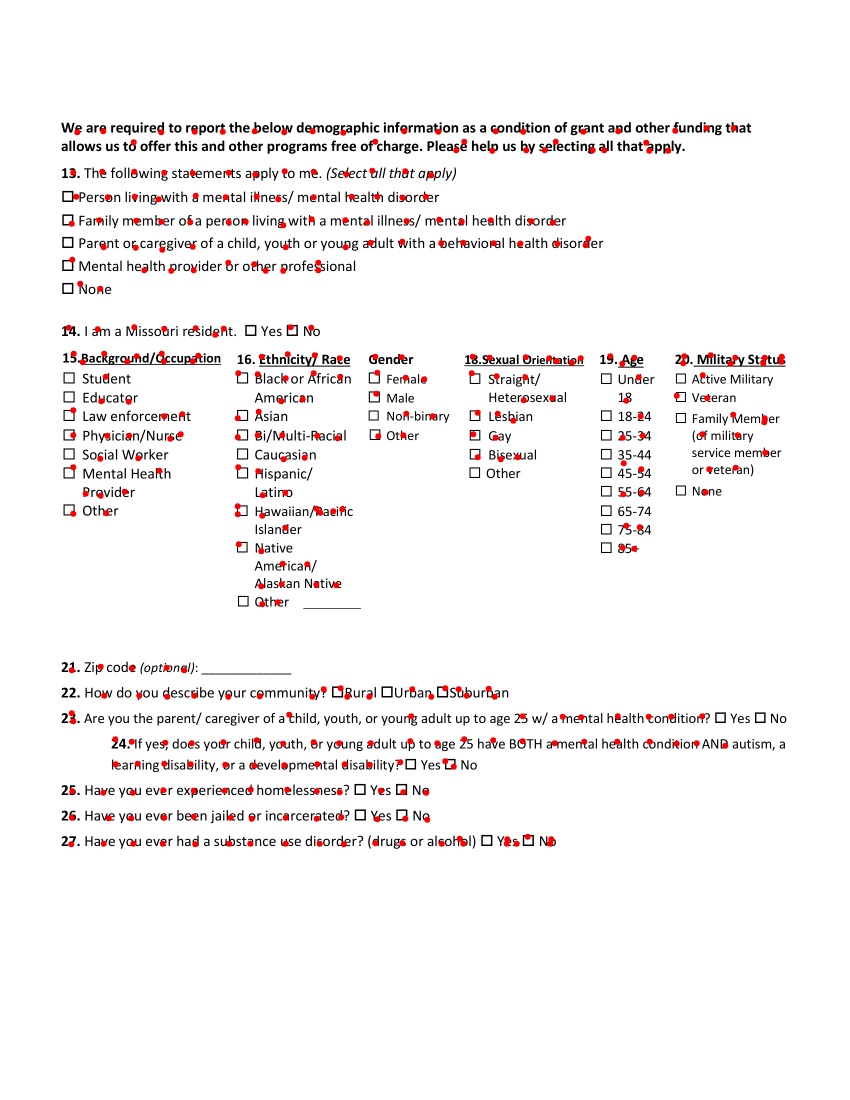 We are required to report the below demographic information as a condition of grant and other funding that
allows us to offer this and other programs free of charge. Please help us by selecting all that apply.
13. The following statements apply to me. (Select all that apply)
☐ Person living with a mental illness/ mental health disorder
☐ Family member of a person living with a mental illness/ mental health disorder
☐ Parent or caregiver of a child, youth or young adult with a behavioral health disorder
☐ Mental health provider or other professional
☐ None
14. I am a Missouri resident. ☐ Yes ☐ No
15.Background/Occupation
☐ Student
☐ Educator
☐ Law enforcement
☐ Physician/Nurse
☐ Social Worker
☐ Mental Health
Provider
☐ Other
16. Ethnicity/ Race
☐ Black or African
American
☐ Asian
☐ Bi/Multi-Racial
☐ Caucasian
☐ Hispanic/
Latino
☐ Hawaiian/Pacific
Islander
☐ Native
American/
Alaskan Native
☐ Other ________
Gender
☐ Female
☐ Male
☐ Non-binary
☐ Other
18.Sexual Orientation
☐ Straight/
Heterosexual
☐ Lesbian
☐ Gay
☐ Bisexual
☐ Other
19. Age
☐ Under
18
☐ 18-24
☐ 25-34
☐ 35-44
☐ 45-54
☐ 55-64
☐ 65-74
☐ 75-84
☐ 85+
20. Military Status
☐ Active Military
☐ Veteran
☐ Family Member
(of military
service member
or veteran)
☐ None
21. Zip code (optional): _____________
22. How do you describe your community? ☐Rural ☐Urban ☐Suburban
23. Are you the parent/ caregiver of a child, youth, or young adult up to age 25 w/ a mental health condition? ☐ Yes ☐ No
24. If yes, does your child, youth, or young adult up to age 25 have BOTH a mental health condition AND autism, a
learning disability, or a developmental disability? ☐ Yes ☐ No
25. Have you ever experienced homelessness? ☐ Yes ☐ No
26. Have you ever been jailed or incarcerated? ☐ Yes ☐ No
27. Have you ever had a substance use disorder? (drugs or alcohol) ☐ Yes ☐ No